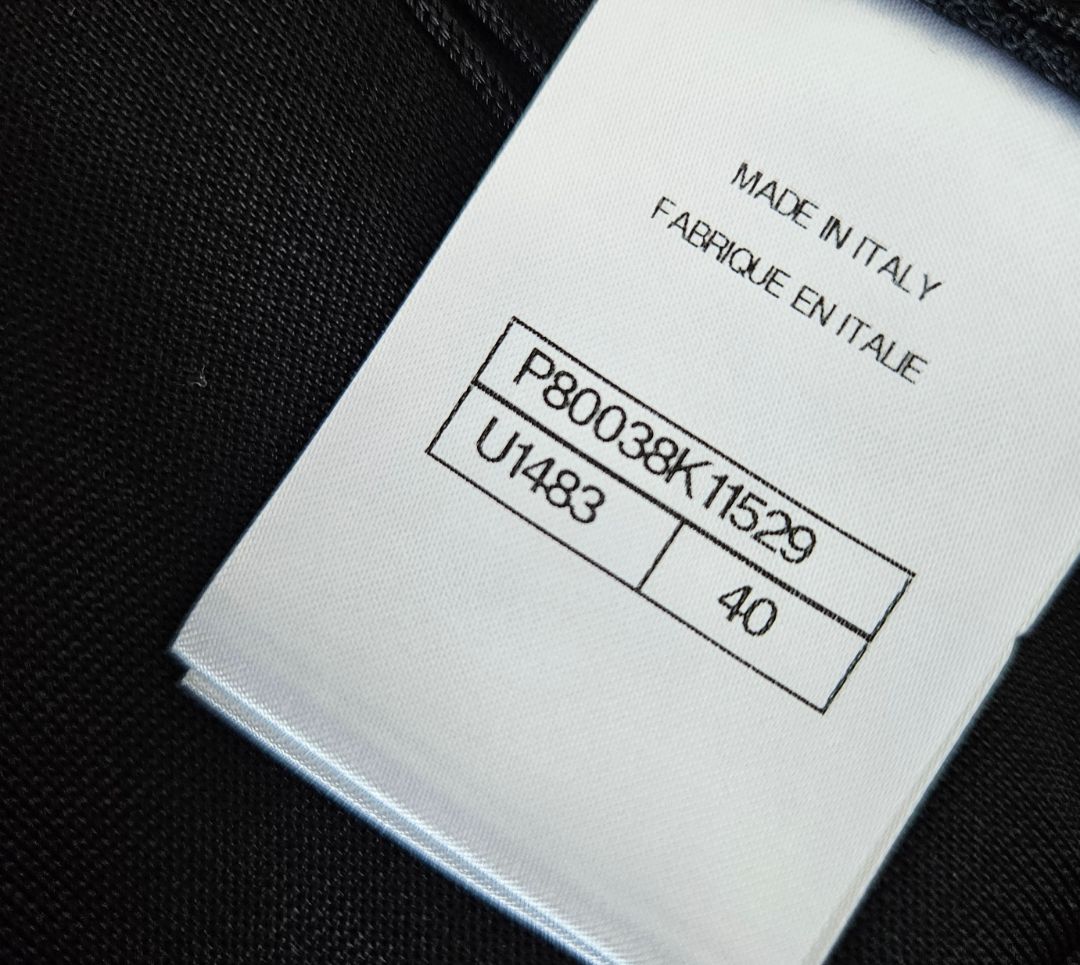 MADE IN ITALY
FABRIQUE EN ITALIE
P80038K11529
U1483 40